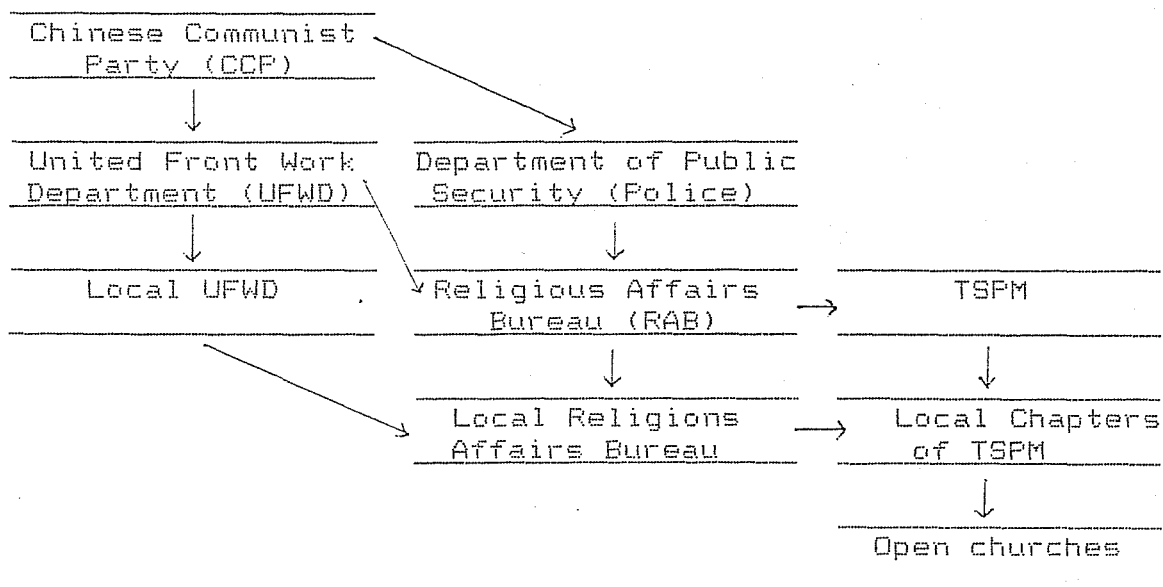 Chinese Communist
Party (CCP)
United Front Work
Department (UFWD)
Department of Public
Security (Police)
Local UFWD
Religious Affairs
Bureau (RAB)
TSPM
Local Religions
Affairs Bureau
Local Chapters
of TSPM
Open churches